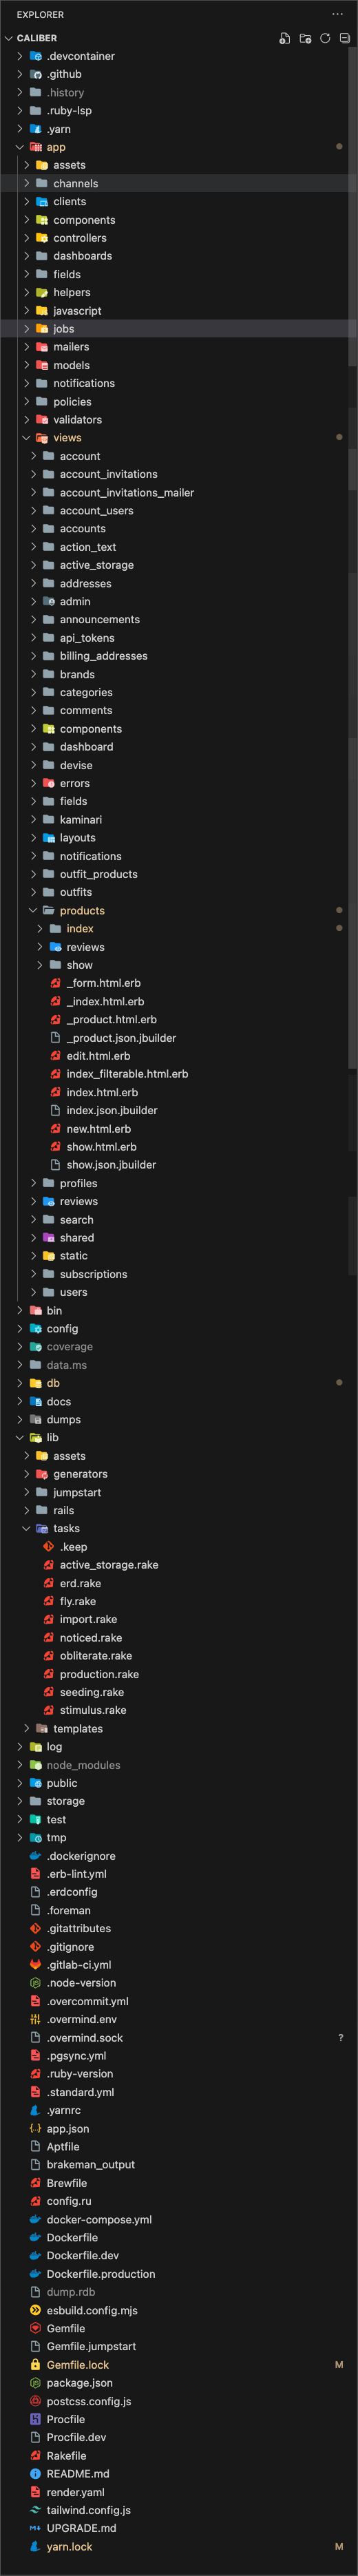 EXPLORER
CALIBER
.devcontainer
.github
.history
.ruby-lsp
.yarn
app
assets
channels
clients
components
controllers
dashboards
fields
helpers
javascript
jobs
mailers
models
notifications
policies
validators
views
account
account_invitations
account_invitations_mailer
account_users
accounts
action_text
active_storage
addresses
admin
announcements
api_tokens
billing_addresses
brands
categories
comments
components
dashboard
devise
errors
fields
kaminari
layouts
notifications
outfit_products
outfits
products
index
reviews
show
_form.html.erb
_index.html.erb
_product.html.erb
_product.json.jbuilder
edit.html.erb
index_filterable.html.erb
index.html.erb
index.json.jbuilder
new.html.erb
show.html.erb
show.json.jbuilder
profiles
reviews
search
shared
static
subscriptions
users
bin
config
coverage
data.ms
db
docs
dumps
lib
assets
generators
jumpstart
rails
tasks
.keep
active_storage.rake
erd.rake
fly.rake
import.rake
noticed.rake
obliterate.rake
production.rake
seeding.rake
stimulus.rake
templates
log
node_modules
public
storage
test
tmp
.dockerignore
.erb-lint.yml
.erdconfig
.foreman
.gitattributes
.gitignore
.gitlab-ci.yml
.node-version
.overcommit.yml
.overmind.env
.overmind.sock ?
.pgsync.yml
.ruby-version
.standard.yml
.yarnrc
app.json
Aptfile
brakeman_output
Brewfile
config.ru
docker-compose.yml
Dockerfile
Dockerfile.dev
Dockerfile.production
dump.rdb
esbuild.config.mjs
Gemfile
Gemfile.jumpstart
Gemfile.lock M
package.json
postcss.config.js
Procfile
Procfile.dev
Rakefile
README.md
render.yaml
tailwind.config.js
UPGRADE.md
yarn.lock M